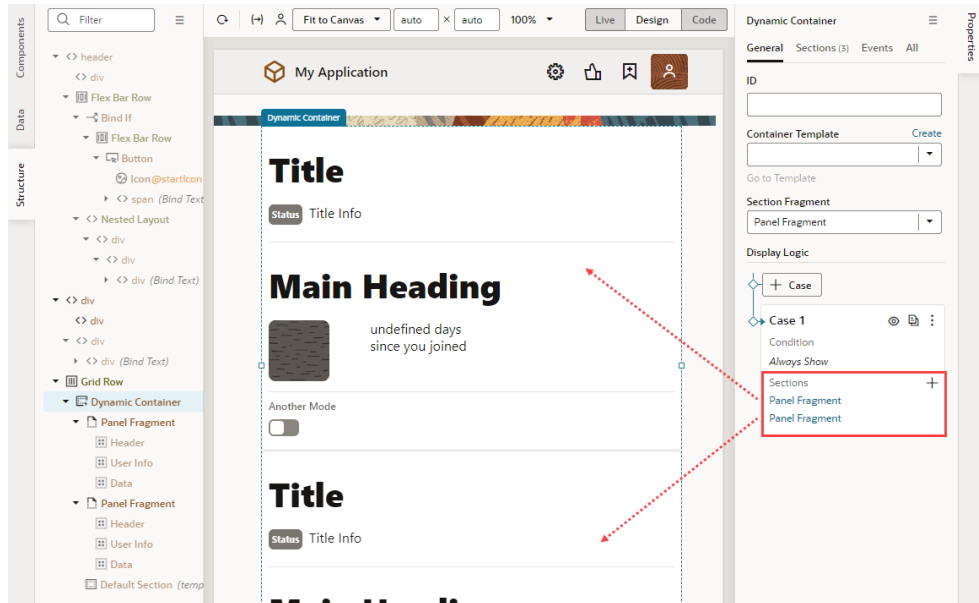 Components
Data
Structure
Filter
<> header
<> div
Flex Bar Row
Bind If
Flex Bar Row
Button
Icon@startIcon
<> span (Bind Text
<> Nested Layout
<> div
<> div
<> div (Bind Text)
<> div
<> div
<> div
<> div (Bind Text)
Grid Row
Dynamic Container
Panel Fragment
Header
User Info
Data
Panel Fragment
Header
User Info
Data
Default Section (temp
Fit to Canvas
auto
×
auto
100%
Live
Design
Code
My Application
Dynamic Container
Title
Status Title Info
Main Heading
undefined days
since you joined
Another Mode
Title
Status Title Info
Main Heading
Dynamic Container
General Sections (3) Events All
ID
Container Template Create
Go to Template
Section Fragment
Panel Fragment
Display Logic
+ Case
Case 1
Condition
Always Show
Sections +
Panel Fragment
Panel Fragment
Properties